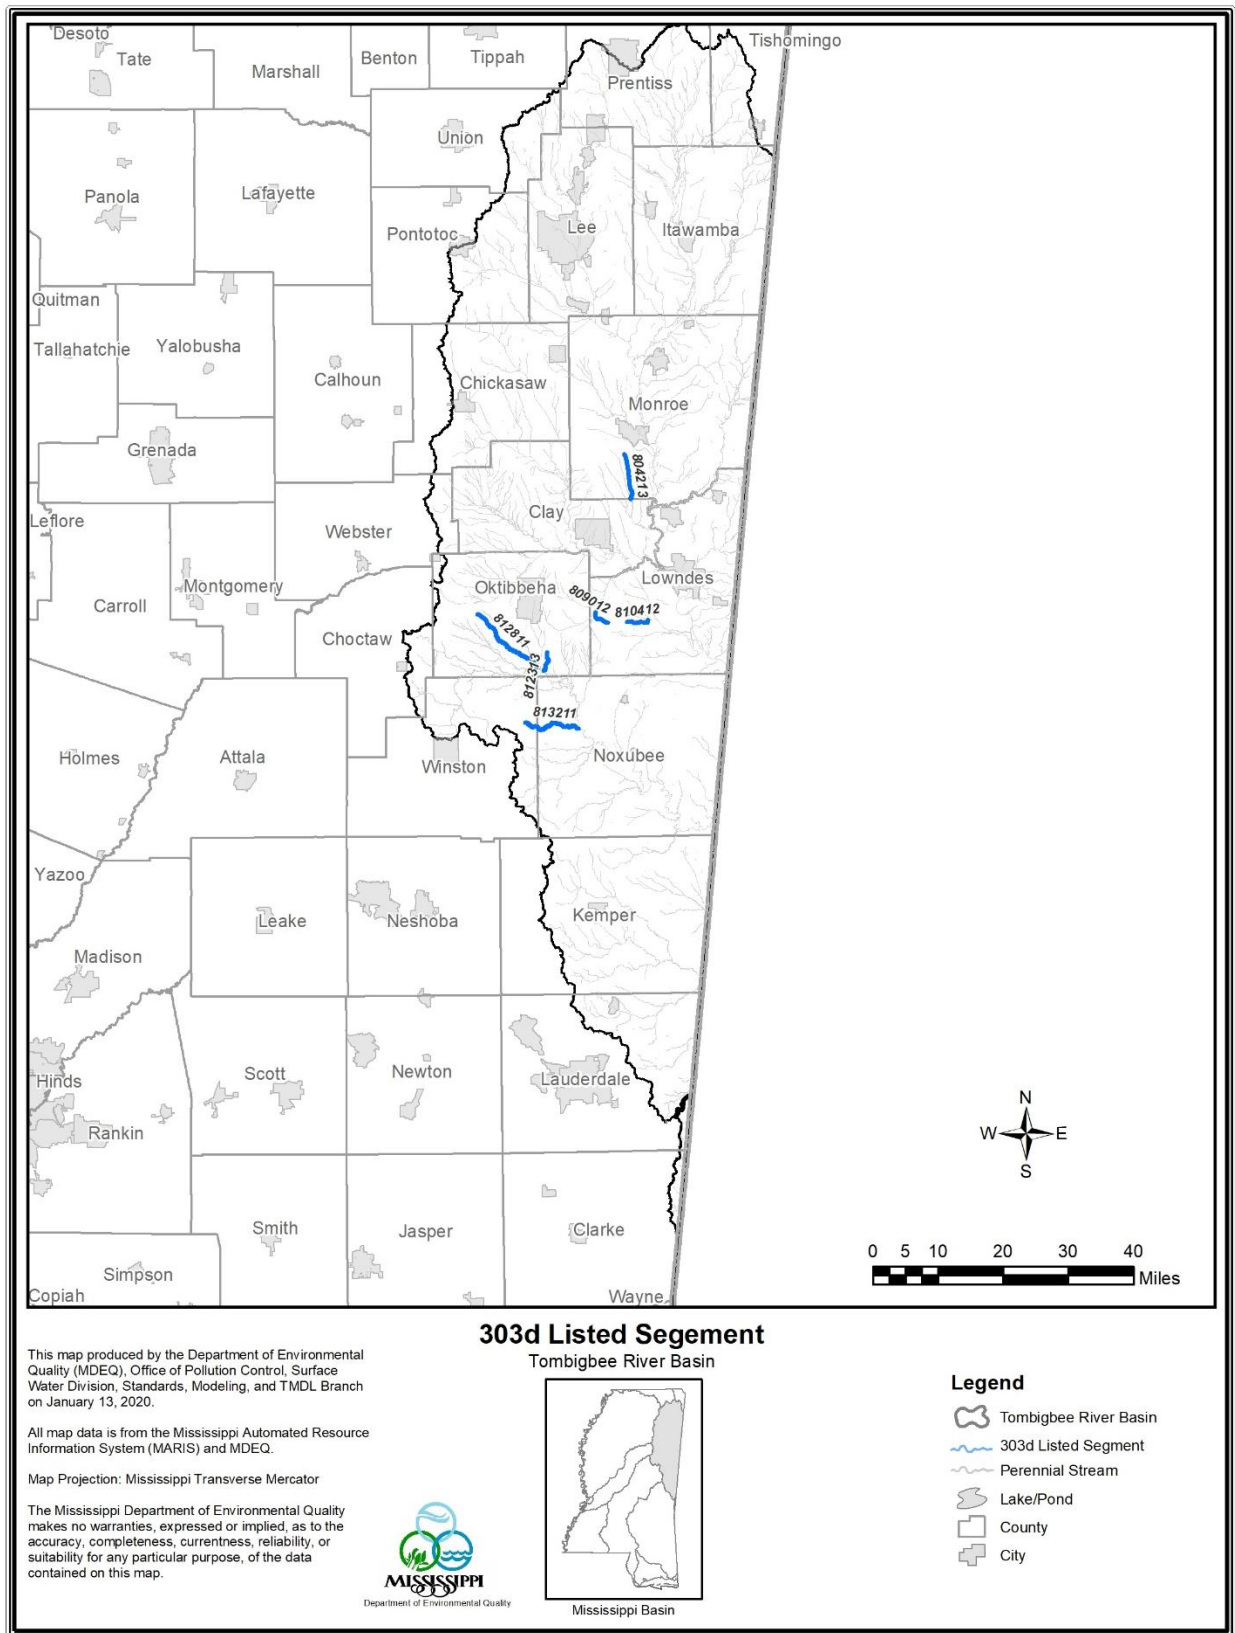 Desoto
Tate
Marshall
Benton
Tippah
Tishomingo
Prentiss
Union
Panola
Lafayette
Pontotoc
Lee
Itawamba
Quitman
Tallahatchie
Yalobusha
Calhoun
Chickasaw
Monroe
Grenada
804213
Leflore
Webster
Clay
Montgomery
Carroll
Oktibbeha
Lowndes
809012
810412
812811
Choctaw
812313
813211
Holmes
Attala
Winston
Noxubee
Yazoo
Leake
Neshoba
Kemper
Madison
Hinds
Scott
Newton
Lauderdale
Rankin
N
W
E
S
Smith
Jasper
Clarke
Simpson
Copiah
Wayne
0 5 10 20 30 40
Miles
303d Listed Segement
Tombigbee River Basin
This map produced by the Department of Environmental
Quality (MDEQ), Office of Pollution Control, Surface
Water Division, Standards, Modeling, and TMDL Branch
on January 13, 2020.
All map data is from the Mississippi Automated Resource
Information System (MARIS) and MDEQ.
Map Projection: Mississippi Transverse Mercator
The Mississippi Department of Environmental Quality
makes no warranties, expressed or implied, as to the
accuracy, completeness, currentness, reliability, or
suitability for any particular purpose, of the data
contained on this map.
MISSISSIPPI
Department of Environmental Quality
Mississippi Basin
Legend
Tombigbee River Basin
303d Listed Segment
Perennial Stream
Lake/Pond
County
City